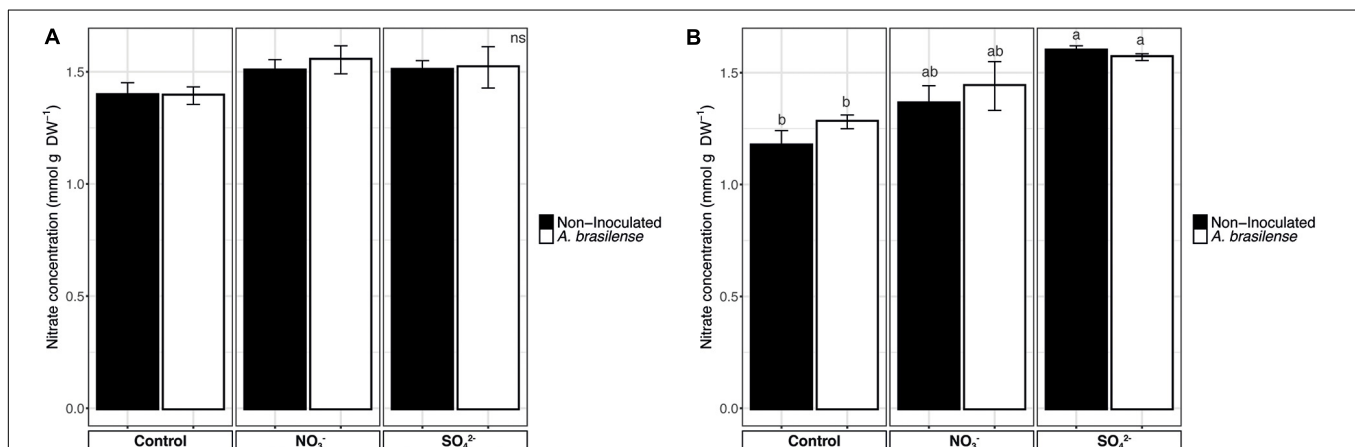 A
ns
1.5
1.0
0.5
0.0
Nitrate concentration (mmol g DW⁻¹)
Control
NO₃⁻
SO₄²⁻
Non–Inoculated
A. brasilense
B
b
b
ab
ab
a
a
1.5
1.0
0.5
0.0
Nitrate concentration (mmol g DW⁻¹)
Control
NO₃⁻
SO₄²⁻
Non–Inoculated
A. brasilense